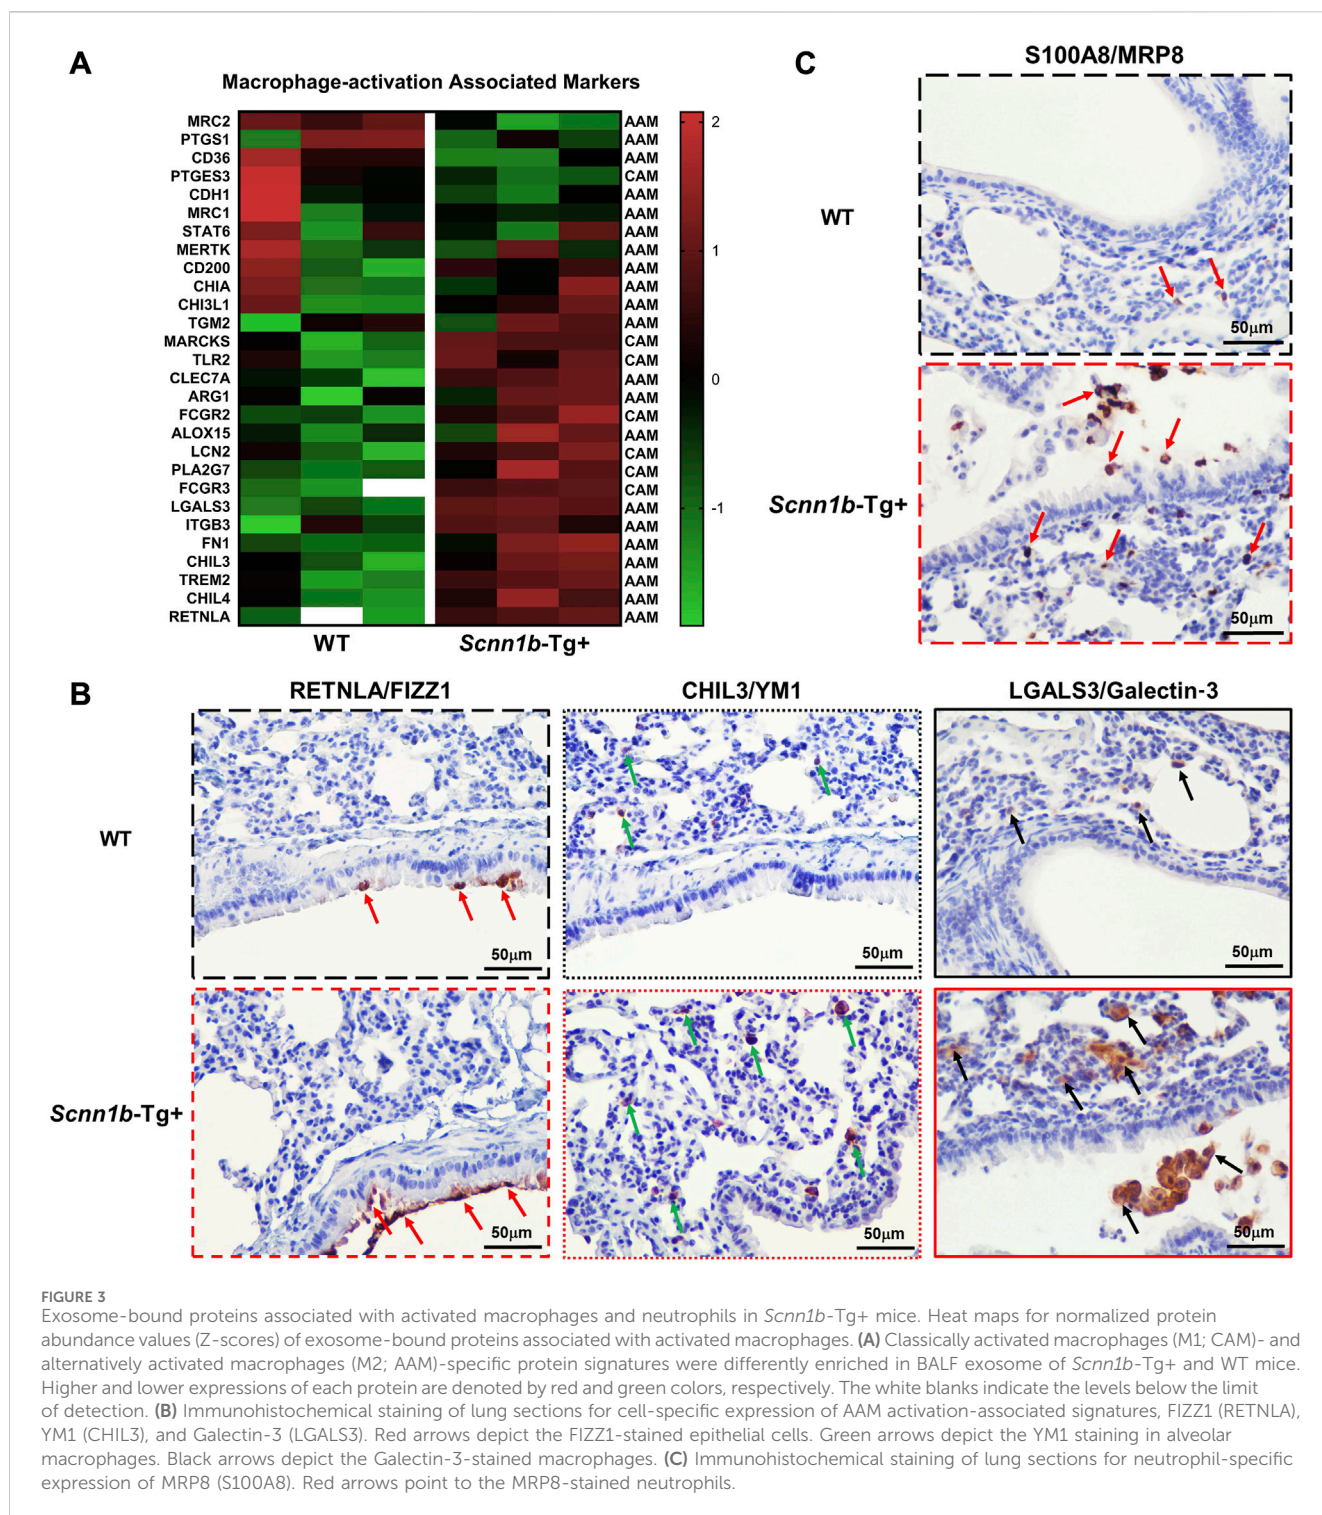 A
Macrophage-activation Associated Markers
MRC2 AAM
PTGS1 AAM
CD36 AAM
PTGES3 CAM
CDH1 AAM
MRC1 AAM
STAT6 AAM
MERTK AAM
CD200 AAM
CHIA AAM
CHI3L1 AAM
TGM2 AAM
MARCKS CAM
TLR2 CAM
CLEC7A AAM
ARG1 AAM
FCGR2 CAM
ALOX15 AAM
LCN2 CAM
PLA2G7 CAM
FCGR3 CAM
LGALS3 AAM
ITGB3 AAM
FN1 AAM
CHIL3 AAM
TREM2 AAM
CHIL4 AAM
RETNLA AAM
WT Scnn1b-Tg+
2
1
0
-1
C
S100A8/MRP8
WT
50μm
Scnn1b-Tg+
50μm
B
RETNLA/FIZZ1 CHIL3/YM1 LGALS3/Galectin-3
WT
50μm 50μm 50μm
Scnn1b-Tg+
50μm 50μm 50μm
FIGURE 3
Exosome-bound proteins associated with activated macrophages and neutrophils in Scnn1b-Tg+ mice. Heat maps for normalized protein
abundance values (Z-scores) of exosome-bound proteins associated with activated macrophages. (A) Classically activated macrophages (M1; CAM)- and
alternatively activated macrophages (M2; AAM)-specific protein signatures were differently enriched in BALF exosome of Scnn1b-Tg+ and WT mice.
Higher and lower expressions of each protein are denoted by red and green colors, respectively. The white blanks indicate the levels below the limit
of detection. (B) Immunohistochemical staining of lung sections for cell-specific expression of AAM activation-associated signatures, FIZZ1 (RETNLA),
YM1 (CHIL3), and Galectin-3 (LGALS3). Red arrows depict the FIZZ1-stained epithelial cells. Green arrows depict the YM1 staining in alveolar
macrophages. Black arrows depict the Galectin-3-stained macrophages. (C) Immunohistochemical staining of lung sections for neutrophil-specific
expression of MRP8 (S100A8). Red arrows point to the MRP8-stained neutrophils.